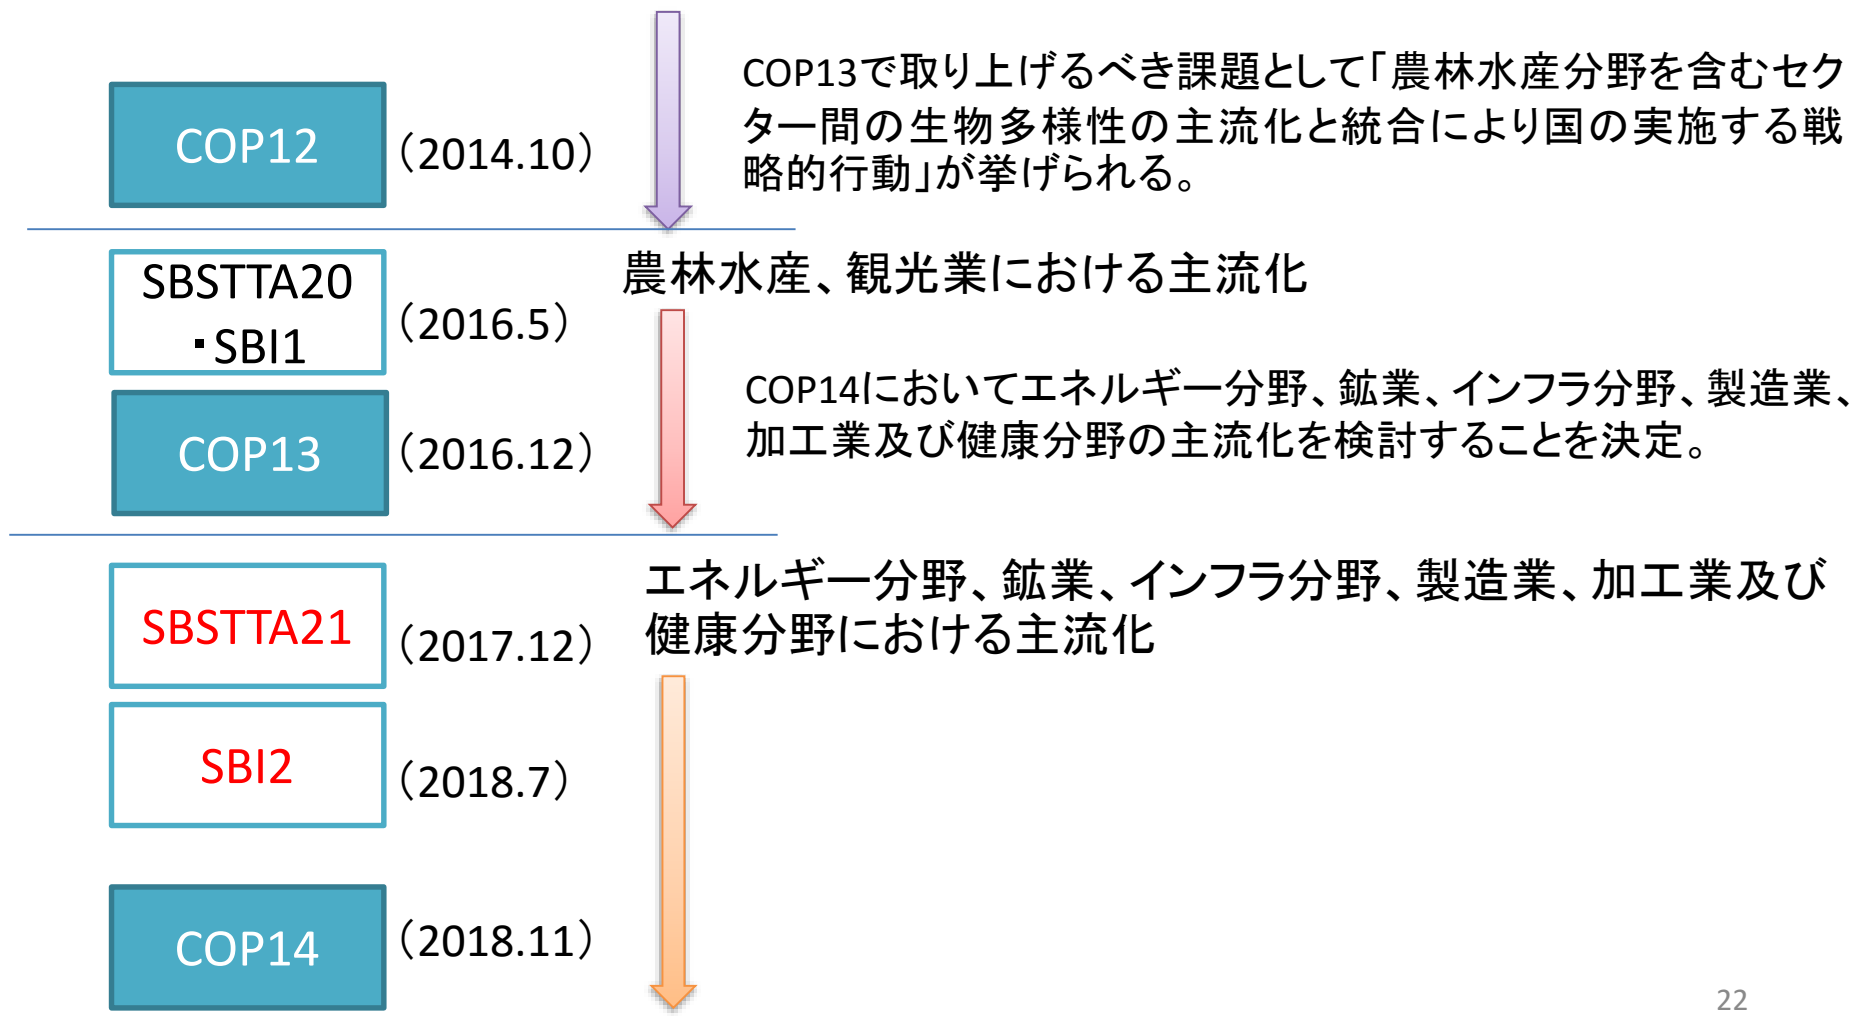 COP12
（2014.10）
COP13で取り上げるべき課題として「農林水産分野を含むセク
ター間の生物多様性の主流化と統合により国の実施する戦
略的行動」が挙げられる。
SBSTTA20
・SBI1
（2016.5）
農林水産、観光業における主流化
COP13
（2016.12）
COP14においてエネルギー分野、鉱業、インフラ分野、製造業、
加工業及び健康分野の主流化を検討することを決定。
SBSTTA21
（2017.12）
エネルギー分野、鉱業、インフラ分野、製造業、加工業及び
健康分野における主流化
SBI2
（2018.7）
COP14
（2018.11）
22